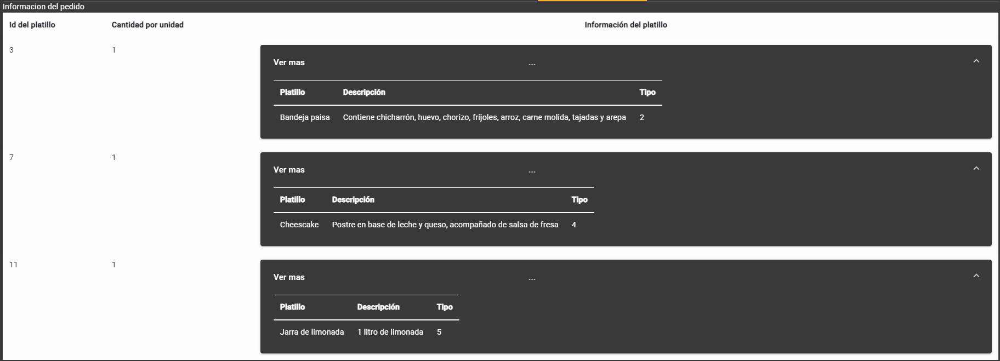 Informacion del pedido
Id del platillo Cantidad por unidad Información del platillo
3 1 Ver mas ...
Platillo Descripción Tipo
Bandeja paisa Contiene chicharrón, huevo, chorizo, fríjoles, arroz, carne molida, tajadas y arepa 2
7 1 Ver mas ...
Platillo Descripción Tipo
Cheescake Postre en base de leche y queso, acompañado de salsa de fresa 4
11 1 Ver mas ...
Platillo Descripción Tipo
Jarra de limonada 1 litro de limonada 5